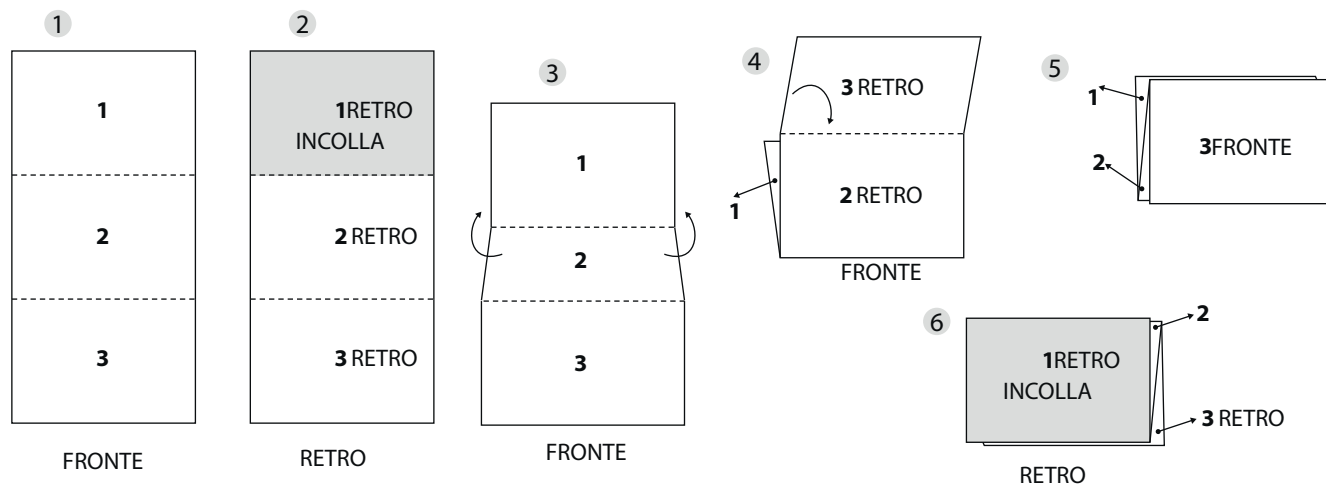 1
1
2
3
FRONTE
2
1RETRO
INCOLLA
2 RETRO
3 RETRO
RETRO
3
1
2
3
FRONTE
4
3 RETRO
2 RETRO
1
FRONTE
5
1
2
3FRONTE
6
1RETRO
INCOLLA
2
3 RETRO
RETRO